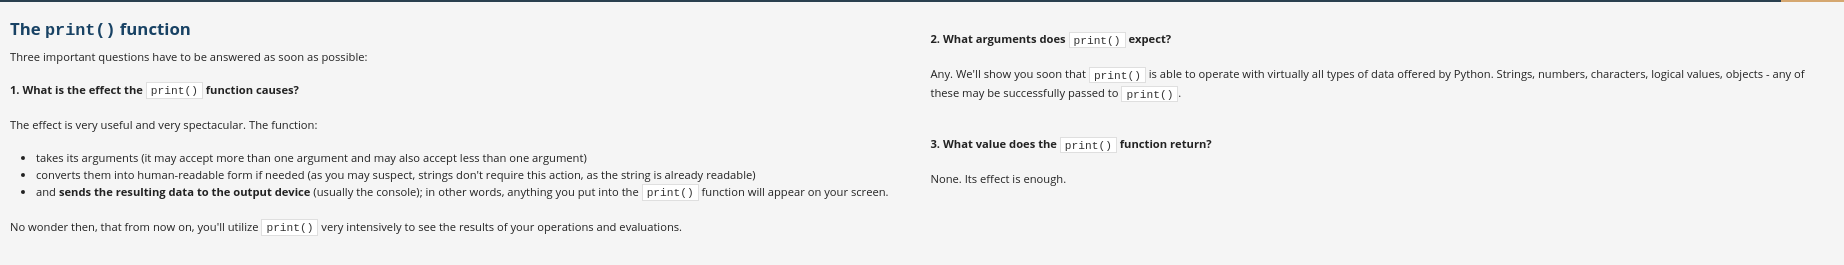 The print() function
Three important questions have to be answered as soon as possible:
1. What is the effect the print() function causes?
The effect is very useful and very spectacular. The function:
• takes its arguments (it may accept more than one argument and may also accept less than one argument)
• converts them into human-readable form if needed (as you may suspect, strings don't require this action, as the string is already readable)
• and sends the resulting data to the output device (usually the console); in other words, anything you put into the print() function will appear on your screen.
No wonder then, that from now on, you'll utilize print() very intensively to see the results of your operations and evaluations.
2. What arguments does print() expect?
Any. We'll show you soon that print() is able to operate with virtually all types of data offered by Python. Strings, numbers, characters, logical values, objects - any of
these may be successfully passed to print().
3. What value does the print() function return?
None. Its effect is enough.